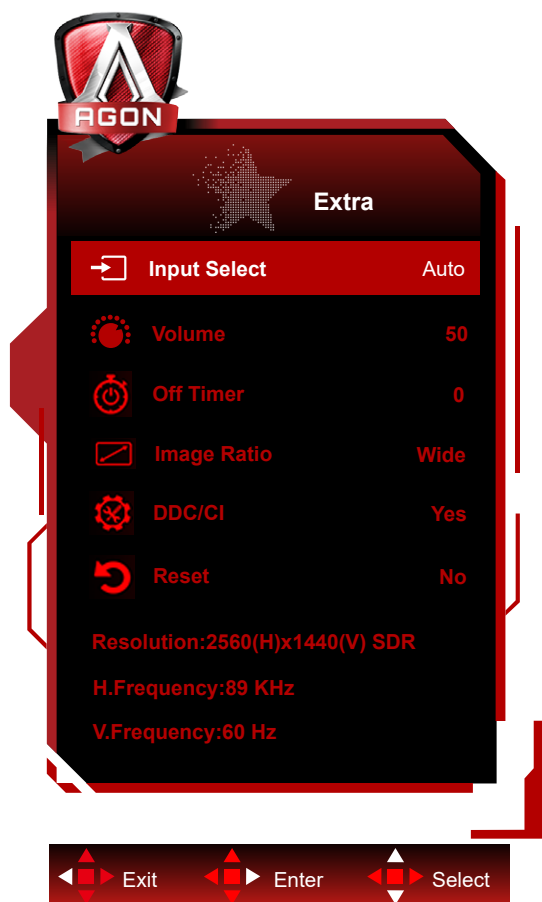 AGON
Extra
Input Select Auto
Volume 50
Off Timer 0
Image Ratio Wide
DDC/CI Yes
Reset No
Resolution:2560(H)x1440(V) SDR
H.Frequency:89 KHz
V.Frequency:60 Hz
Exit Enter Select